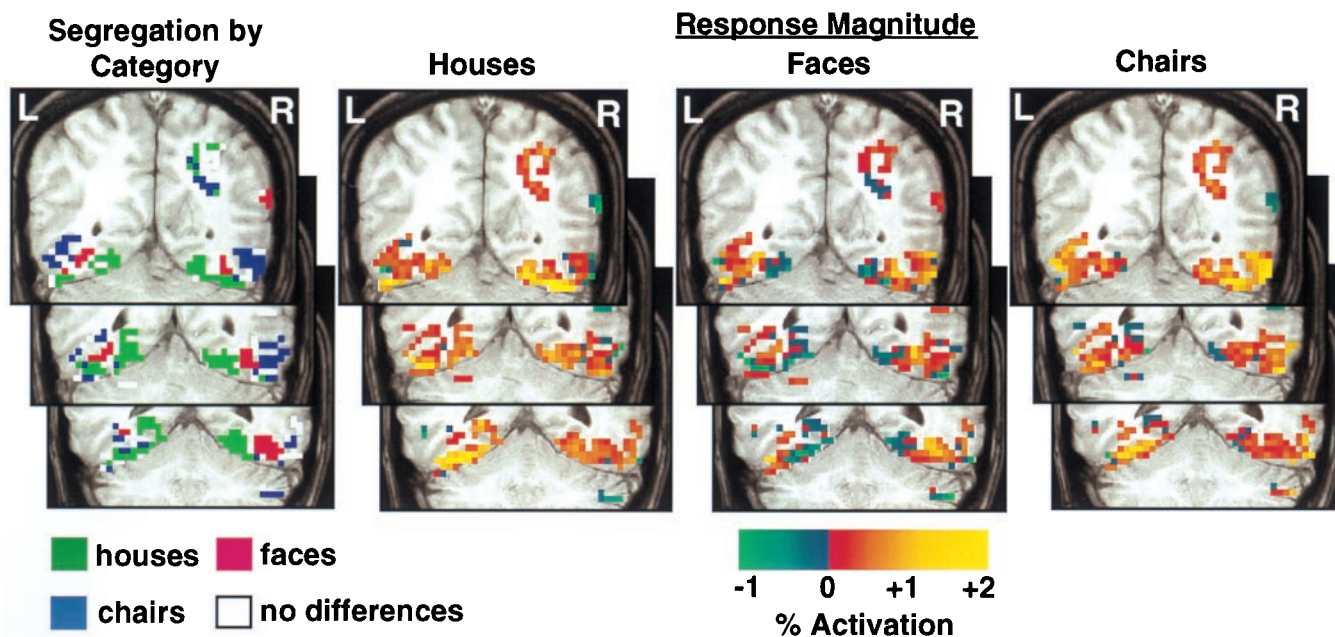 Segregation by
Category
Response Magnitude
Houses
Faces
Chairs
L
R
L
R
L
R
L
R
houses
faces
chairs
no differences
-1
0
+1
+2
% Activation